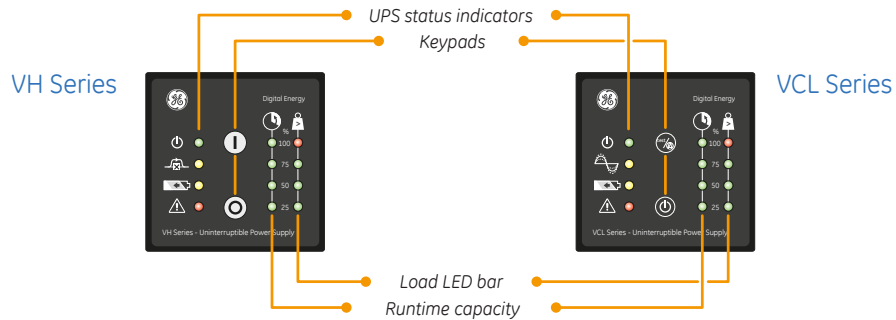 UPS status indicators
Keypads
VH Series
VCL Series
Digital Energy
%
100
75
50
25
VH Series - Uninterruptible Power Supply
Digital Energy
%
100
75
50
25
VCL Series - Uninterruptible Power Supply
Load LED bar
Runtime capacity